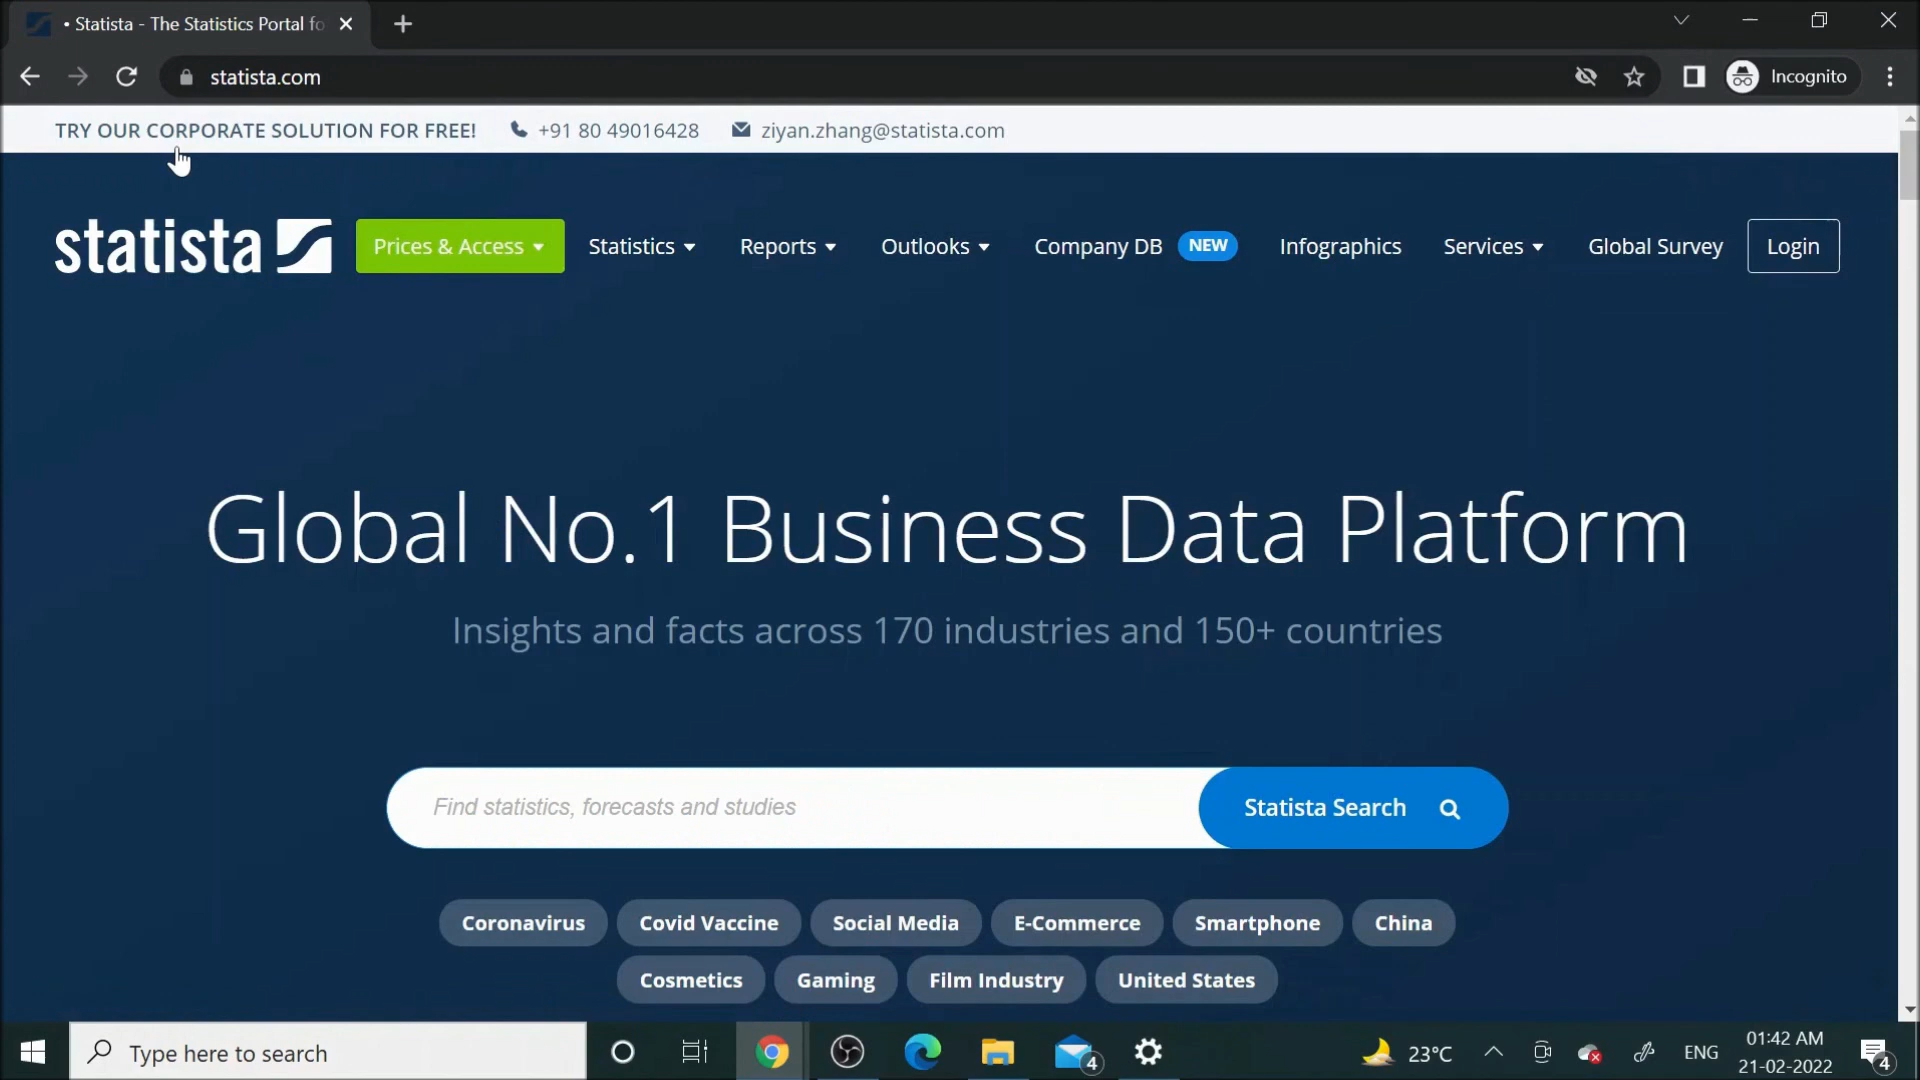 • Statista - The Statistics Portal fo
statista.com
Incognito
TRY OUR CORPORATE SOLUTION FOR FREE! +91 80 49016428 ziyan.zhang@statista.com
statista Prices & Access Statistics Reports Outlooks Company DB NEW Infographics Services Global Survey Login
Global No.1 Business Data Platform
Insights and facts across 170 industries and 150+ countries
Find statistics, forecasts and studies Statista Search
Coronavirus Covid Vaccine Social Media E-Commerce Smartphone China
Cosmetics Gaming Film Industry United States
Type here to search 4 23°C ENG 01:42 AM
21-02-2022 4